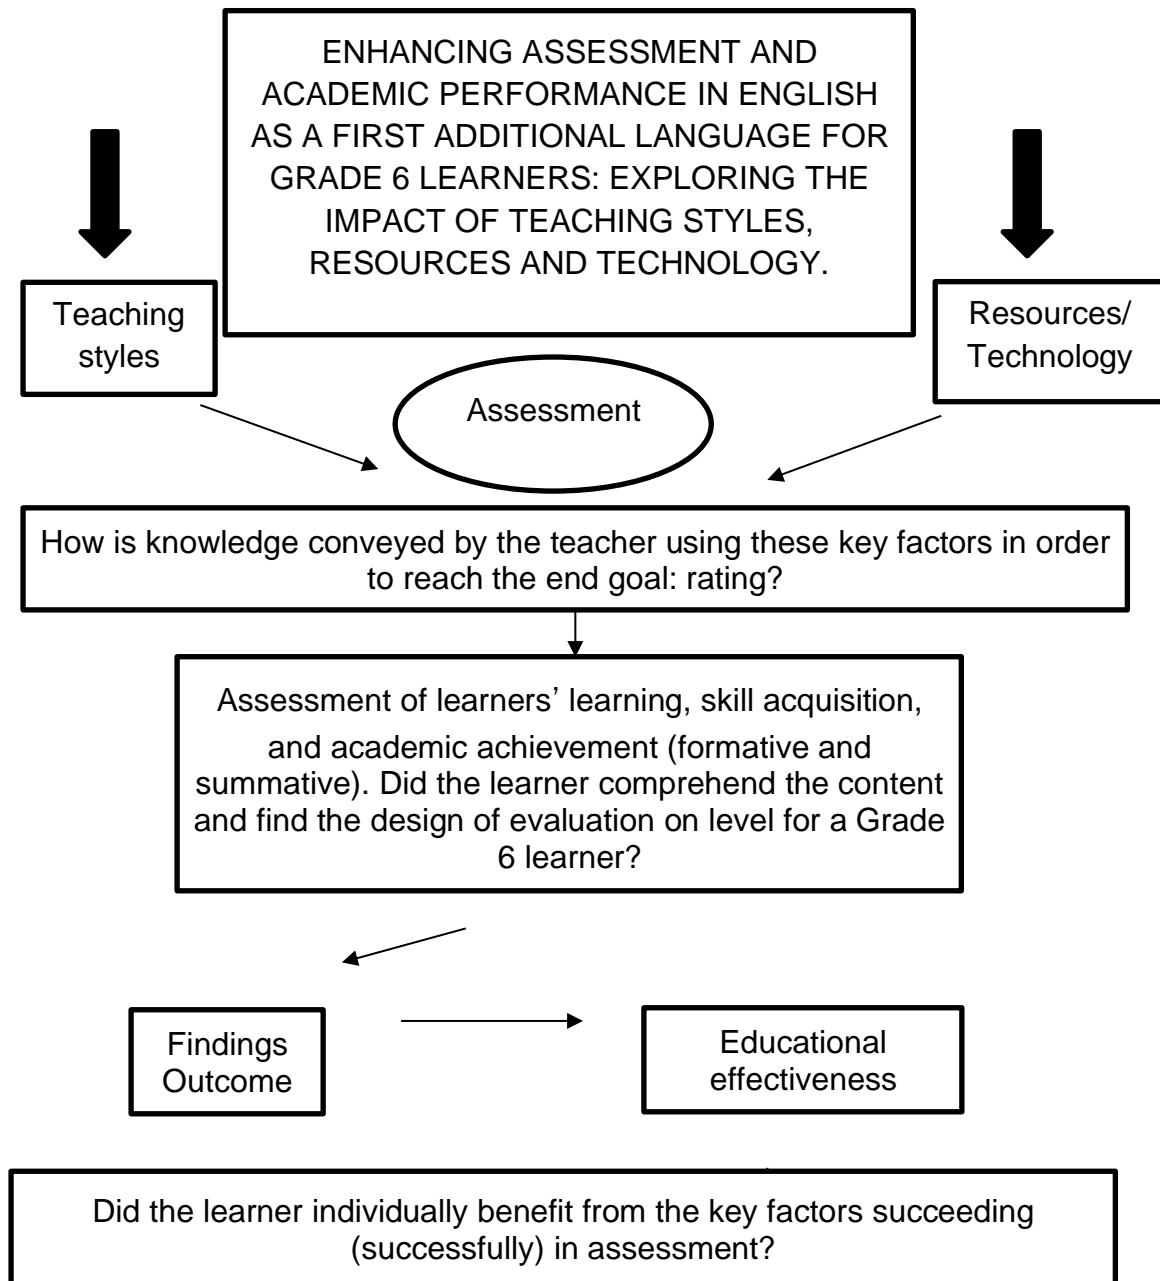 ENHANCING ASSESSMENT AND
ACADEMIC PERFORMANCE IN ENGLISH
AS A FIRST ADDITIONAL LANGUAGE FOR
GRADE 6 LEARNERS: EXPLORING THE
IMPACT OF TEACHING STYLES,
RESOURCES AND TECHNOLOGY.
Teaching
styles
Resources/
Technology
Assessment
How is knowledge conveyed by the teacher using these key factors in order
to reach the end goal: rating?
Assessment of learners’ learning, skill acquisition,
and academic achievement (formative and
summative). Did the learner comprehend the content
and find the design of evaluation on level for a Grade
6 learner?
Findings
Outcome
Educational
effectiveness
Did the learner individually benefit from the key factors succeeding
(successfully) in assessment?